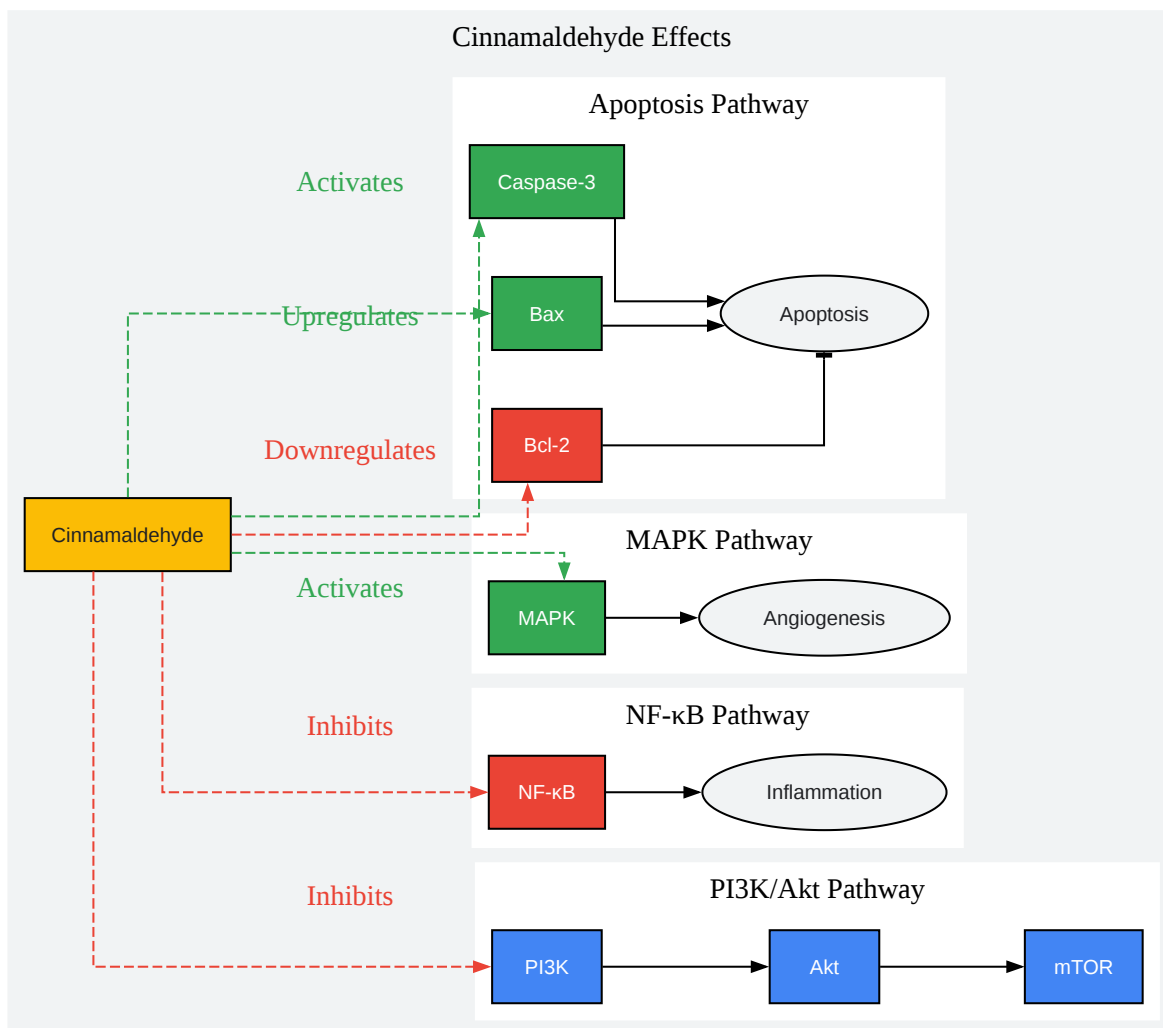 Cinnamaldehyde Effects
Apoptosis Pathway
Activates
Caspase-3
Upregulates
Bax
Apoptosis
Downregulates
Bcl-2
Cinnamaldehyde
MAPK Pathway
Activates
MAPK
Angiogenesis
NF-κB Pathway
Inhibits
NF-κB
Inflammation
PI3K/Akt Pathway
Inhibits
PI3K
Akt
mTOR